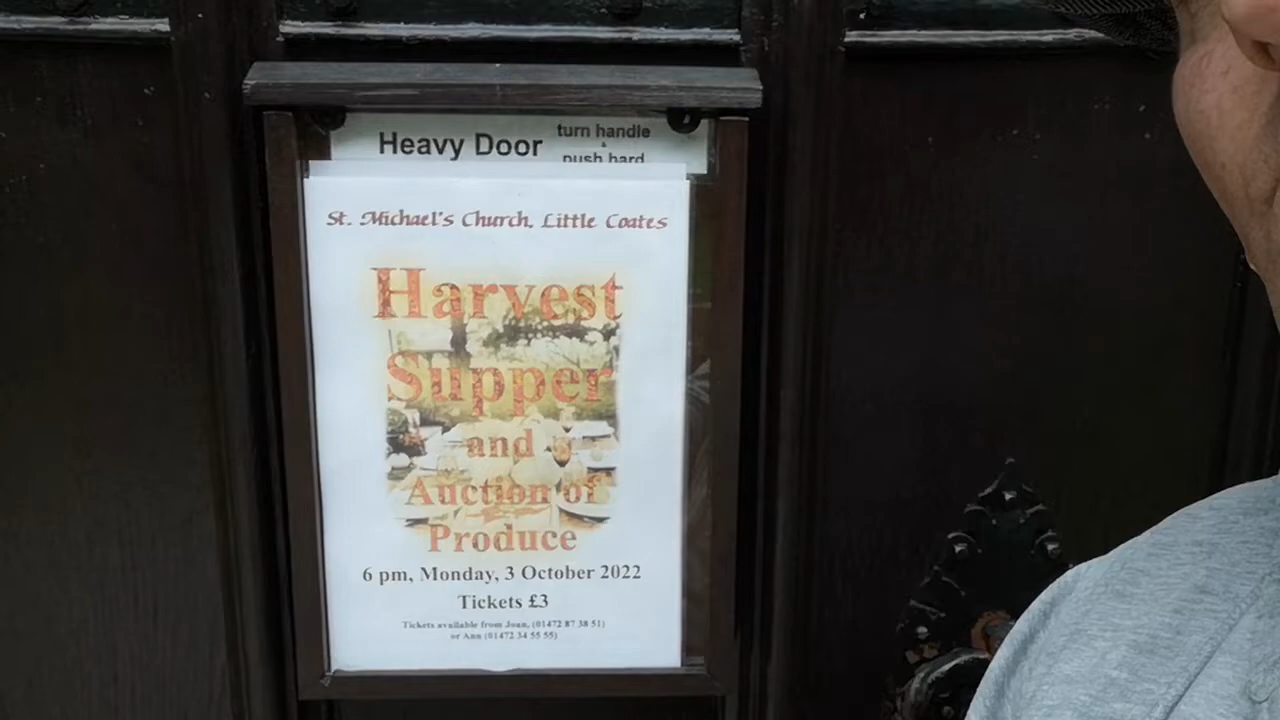 Heavy Door
turn handle
&
push hard
St. Michael's Church, Little Coates
Harvest
Supper
and
Auction of
Produce
6 pm, Monday, 3 October 2022
Tickets £3
Tickets available from Joan, (01472 87 38 51)
or Ann (01472 34 55 55)